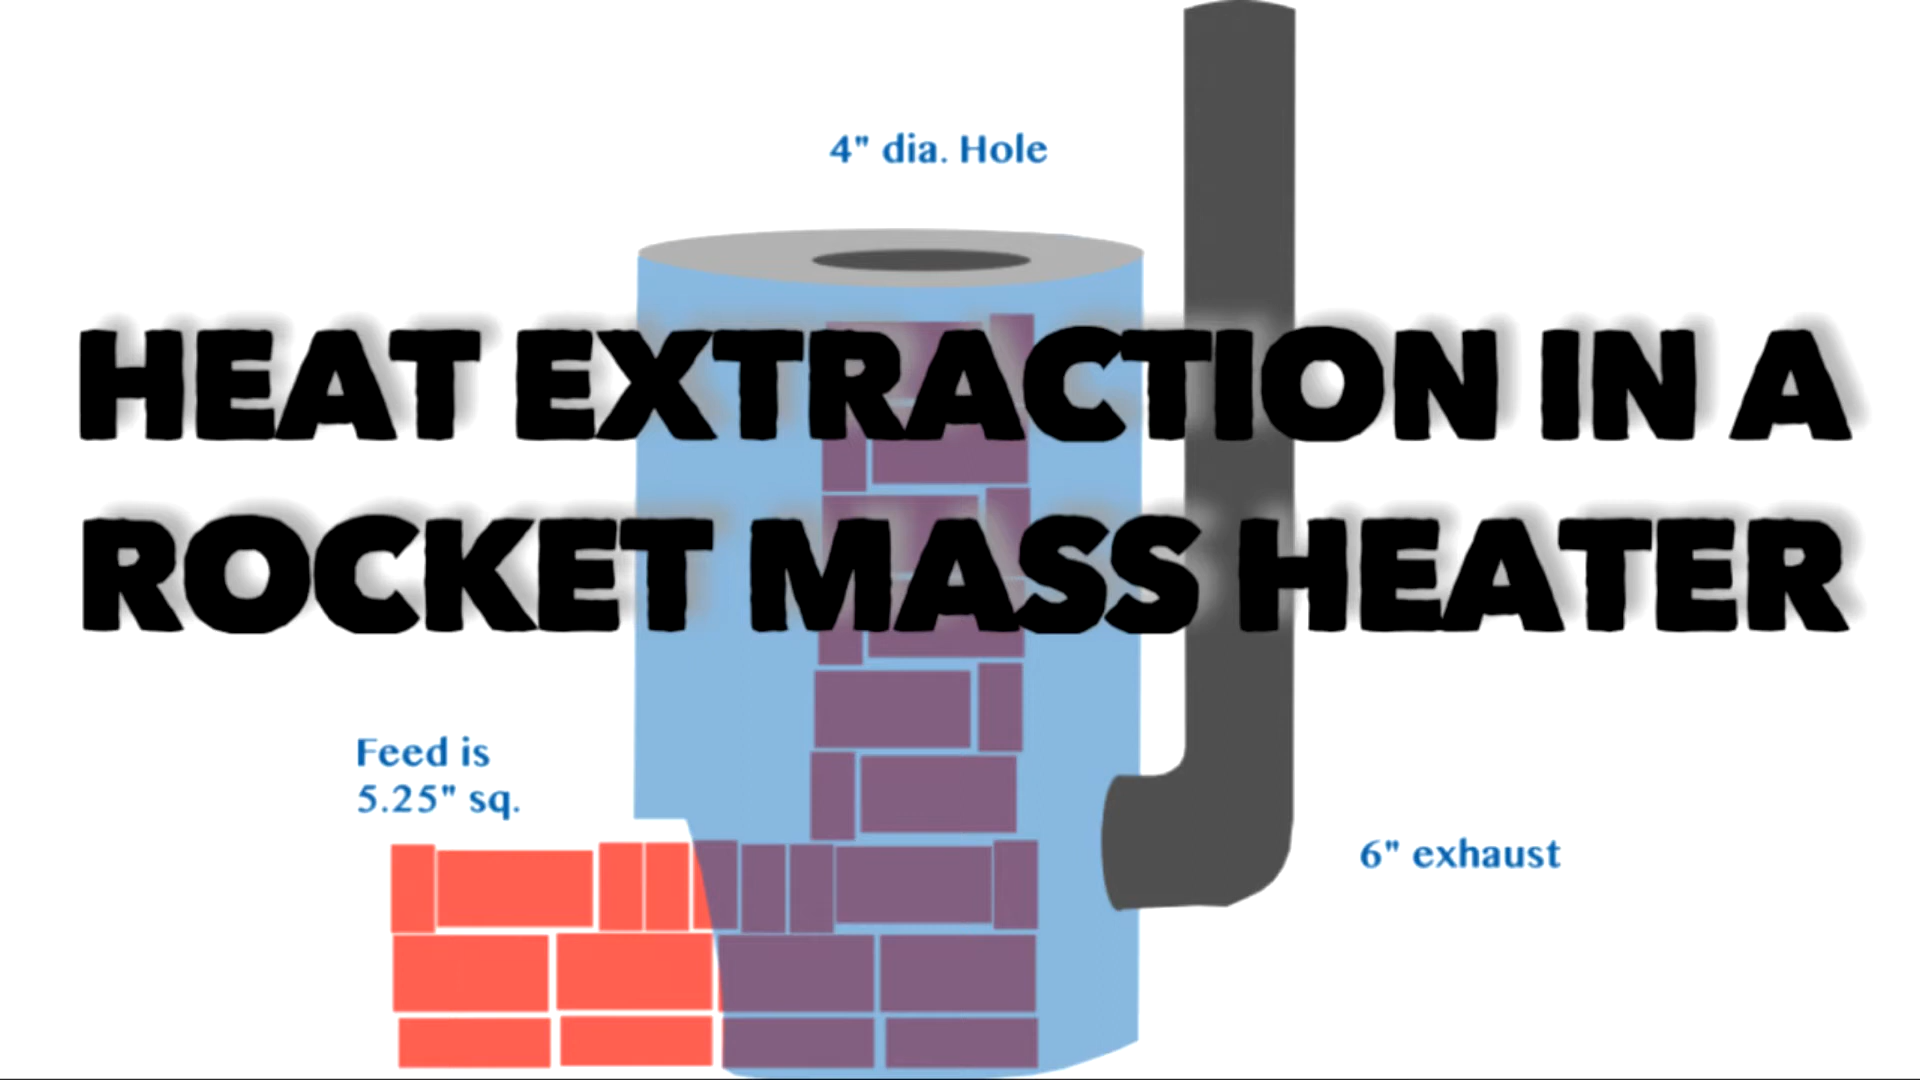 4" dia. Hole
HEAT EXTRACTION IN A
ROCKET MASS HEATER
Feed is
5.25" sq.
6" exhaust